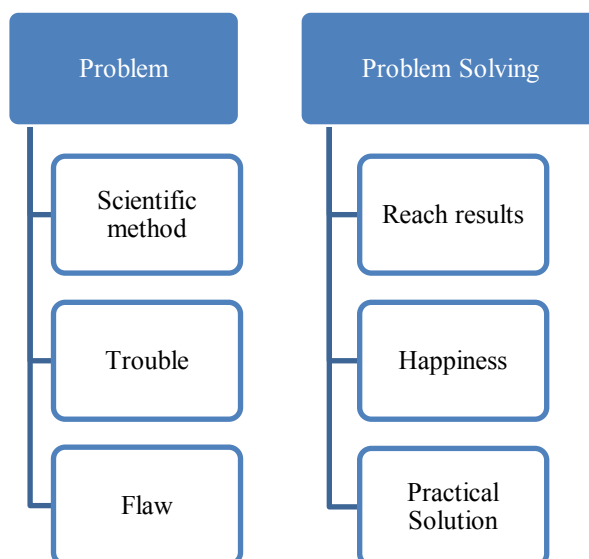 Problem
Scientific
method
Trouble
Flaw
Problem Solving
Reach results
Happiness
Practical
Solution